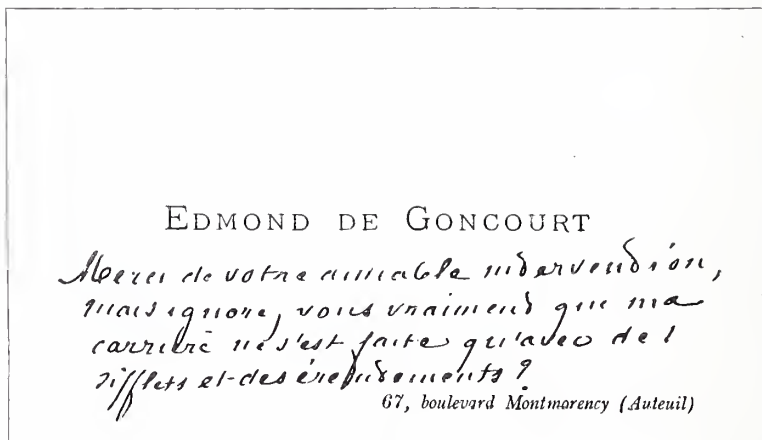 EDMOND DE GONCOURT
Merci de votre aimable intervention,
mais ignorez, vous vraiment que ma
carrière ne s'est faite qu'avec des
sifflets et des éreintements ?
67, boulevard Montmorency (Auteuil)